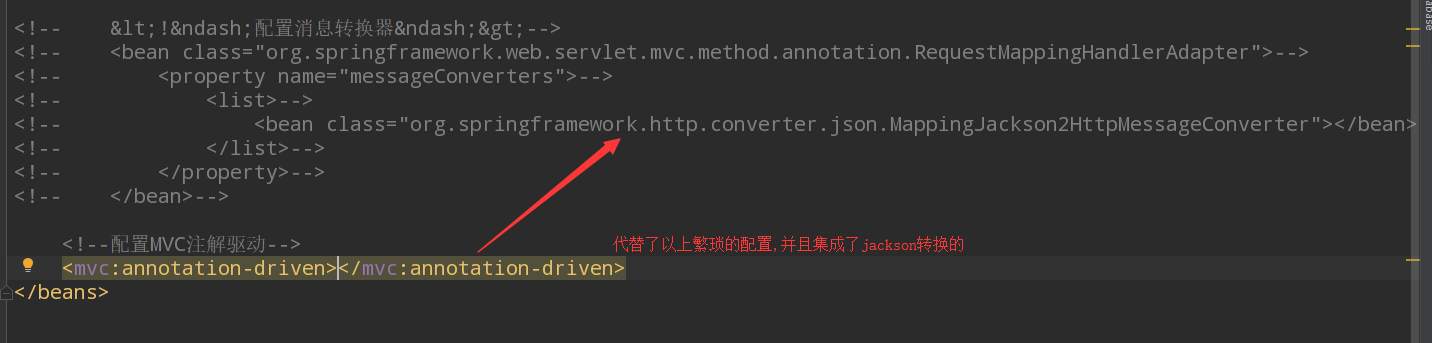 abase
<!--    &lt;!&ndash;配置消息转换器&ndash;&gt;-->
<!--    <bean class="org.springframework.web.servlet.mvc.method.annotation.RequestMappingHandlerAdapter">-->
<!--        <property name="messageConverters">-->
<!--            <list>-->
<!--                <bean class="org.springframework.http.converter.json.MappingJackson2HttpMessageConverter"></bean>
<!--            </list>-->
<!--        </property>-->
<!--    </bean>-->
<!--配置MVC注解驱动-->
代替了以上繁琐的配置,并且集成了jackson转换的
<mvc:annotation-driven></mvc:annotation-driven>
</beans>